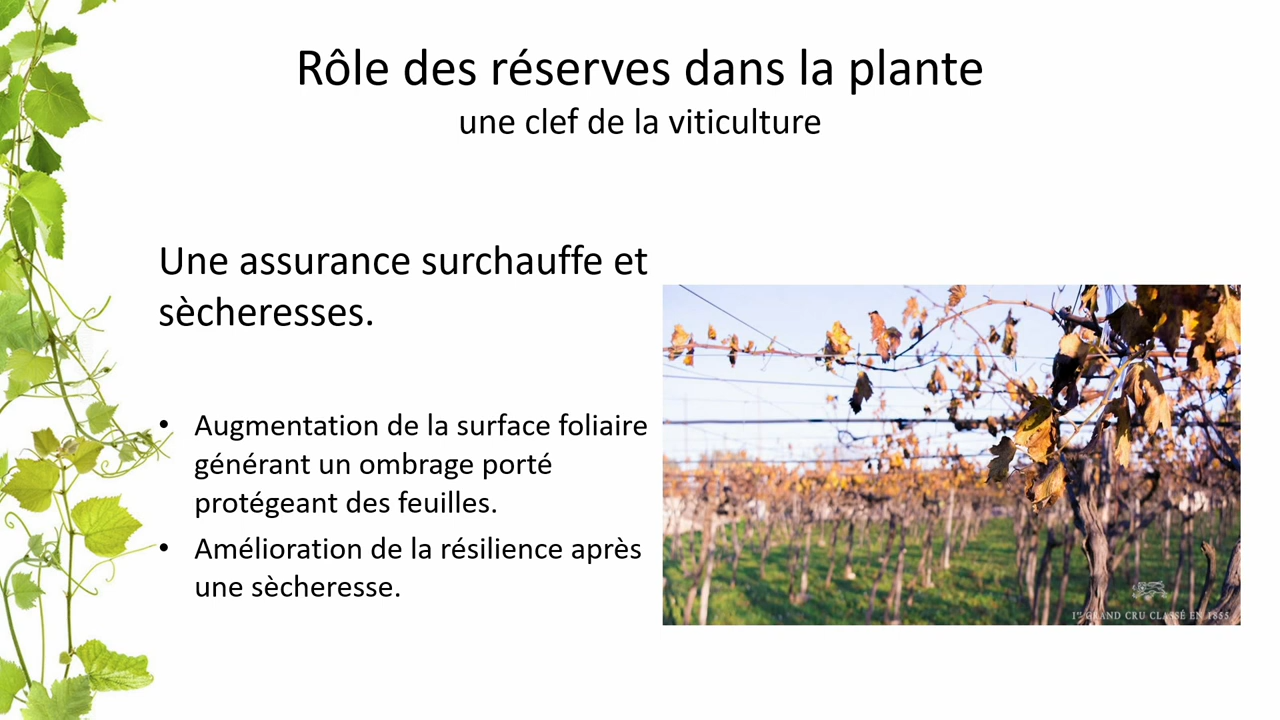 Rôle des réserves dans la plante
une clef de la viticulture
Une assurance surchauffe et
sècheresses.
• Augmentation de la surface foliaire
générant un ombrage porté
protégeant des feuilles.
• Amélioration de la résilience après
une sècheresse.
1er GRAND CRU CLASSÉ EN 1855